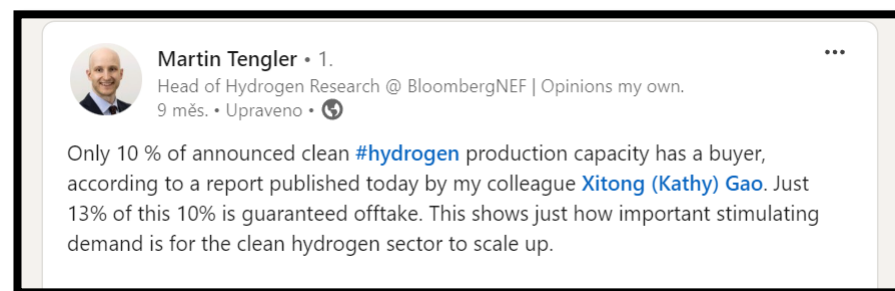 Martin Tengler • 1.
Head of Hydrogen Research @ BloombergNEF | Opinions my own.
9 měs. • Upraveno •
Only 10 % of announced clean #hydrogen production capacity has a buyer,
according to a report published today by my colleague Xitong (Kathy) Gao. Just
13% of this 10% is guaranteed offtake. This shows just how important stimulating
demand is for the clean hydrogen sector to scale up.